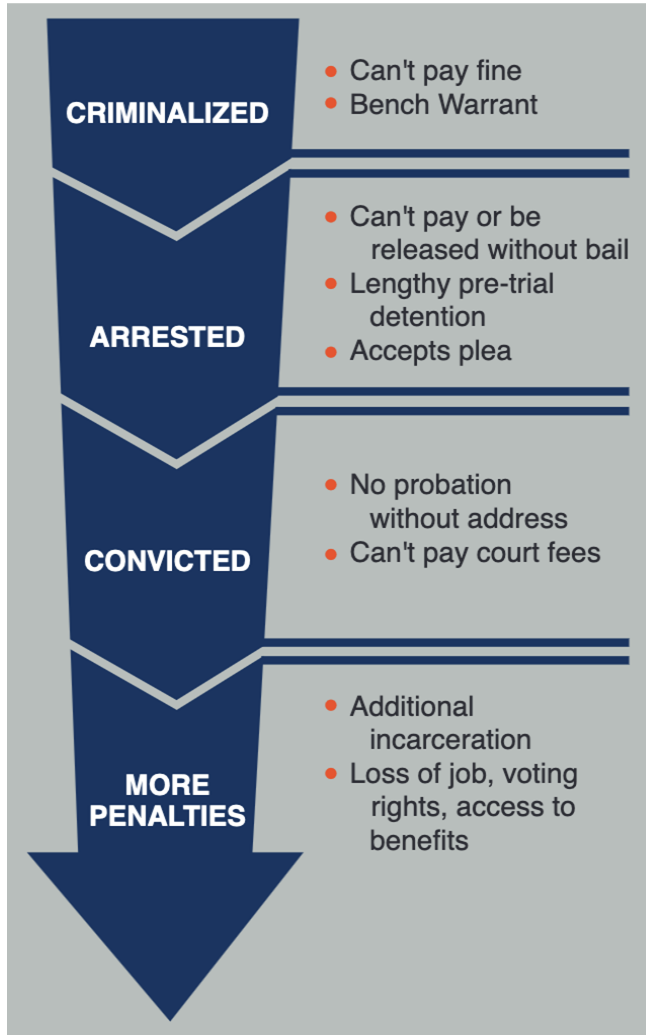 CRIMINALIZED
• Can't pay fine
• Bench Warrant
ARRESTED
• Can't pay or be
released without bail
• Lengthy pre-trial
detention
• Accepts plea
CONVICTED
• No probation
without address
• Can't pay court fees
MORE
PENALTIES
• Additional
incarceration
• Loss of job, voting
rights, access to
benefits